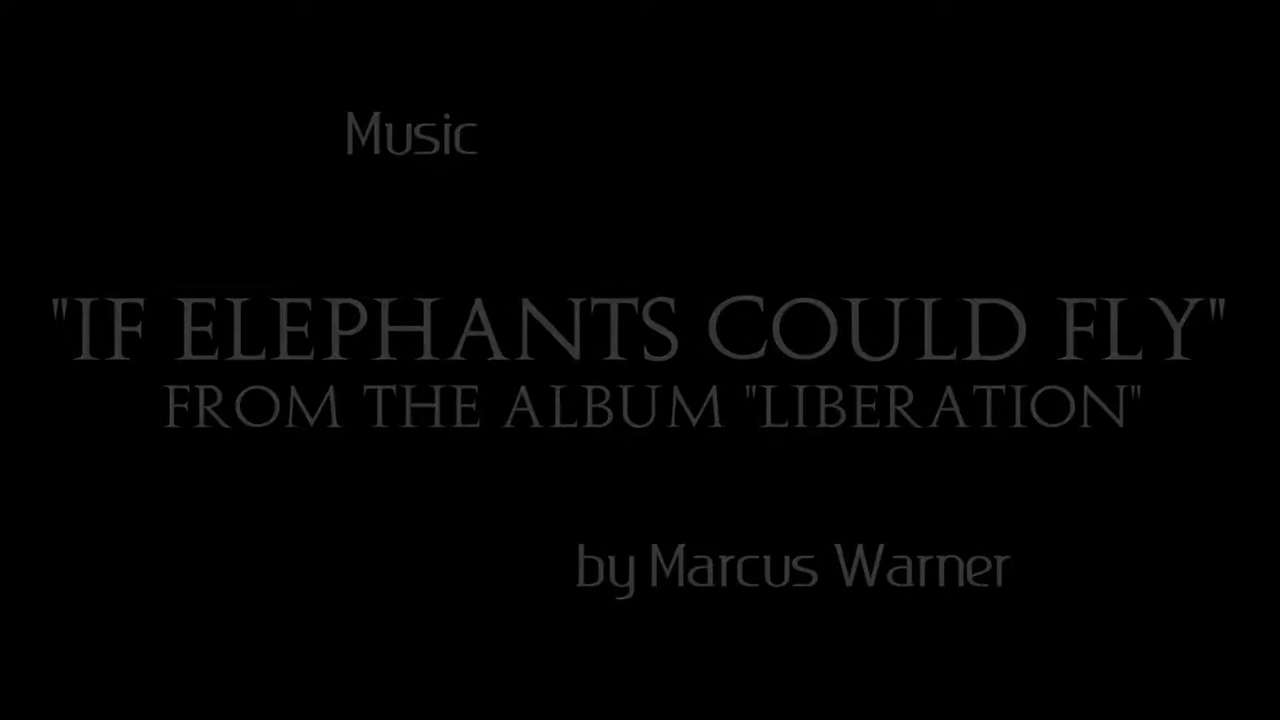 Music
"IF ELEPHANTS COULD FLY"
FROM THE ALBUM "LIBERATION"
by Marcus Warner